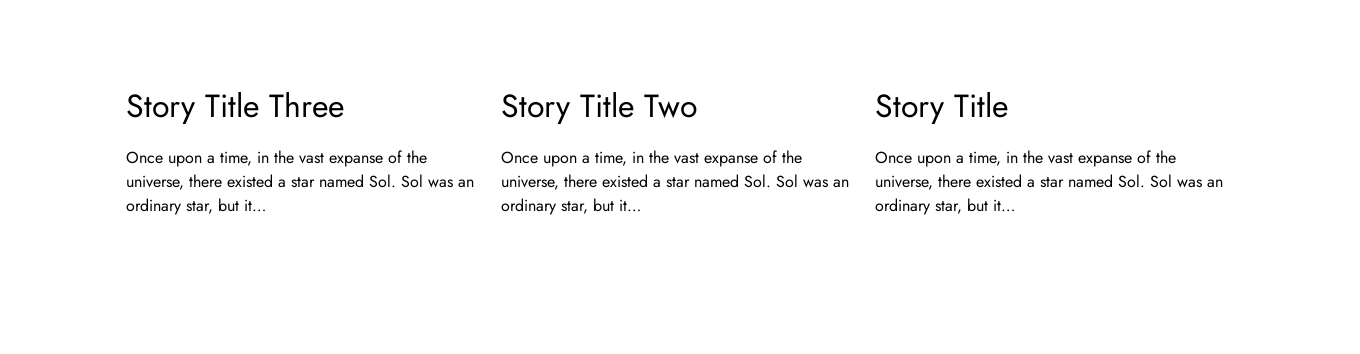 Story Title Three
Once upon a time, in the vast expanse of the
universe, there existed a star named Sol. Sol was an
ordinary star, but it…
Story Title Two
Once upon a time, in the vast expanse of the
universe, there existed a star named Sol. Sol was an
ordinary star, but it…
Story Title
Once upon a time, in the vast expanse of the
universe, there existed a star named Sol. Sol was an
ordinary star, but it…